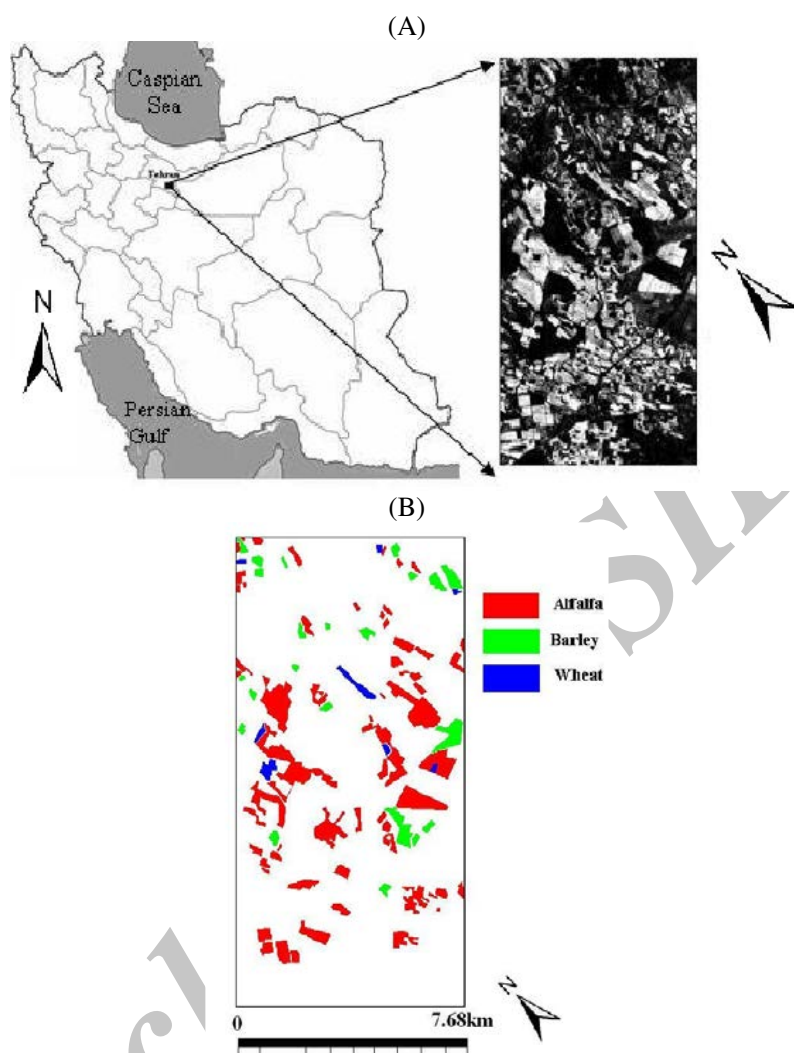 (A)
Caspian
Sea
Tehran
N
N
Persian
Gulf
(B)
Alfalfa
Barley
Wheat
N
0 7.68km